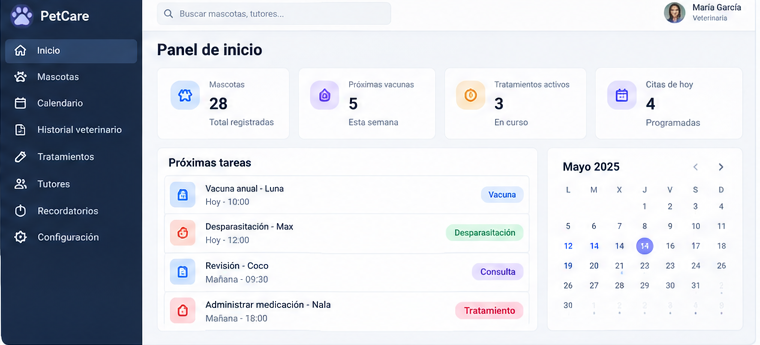 PetCare
Inicio
Mascotas
Calendario
Historial veterinario
Tratamientos
Tutores
Recordatorios
Configuración
Buscar mascotas, tutores...
María García
Veterinaria
Panel de inicio
Mascotas
28
Total registradas
Próximas vacunas
5
Esta semana
Tratamientos activos
3
En curso
Citas de hoy
4
Programadas
Próximas tareas
Vacuna anual - Luna
Hoy - 10:00
Vacuna
Desparasitación - Max
Hoy - 12:00
Desparasitación
Revisión - Coco
Mañana - 09:30
Consulta
Administrar medicación - Nala
Mañana - 18:00
Tratamiento
Mayo 2025
L M X J V S D
1 2 3 4
5 6 7 8 9 10 11
12 14 14 14 16 17 18
19 20 21 23 23 24 26
26 27 28 29 30 31
30